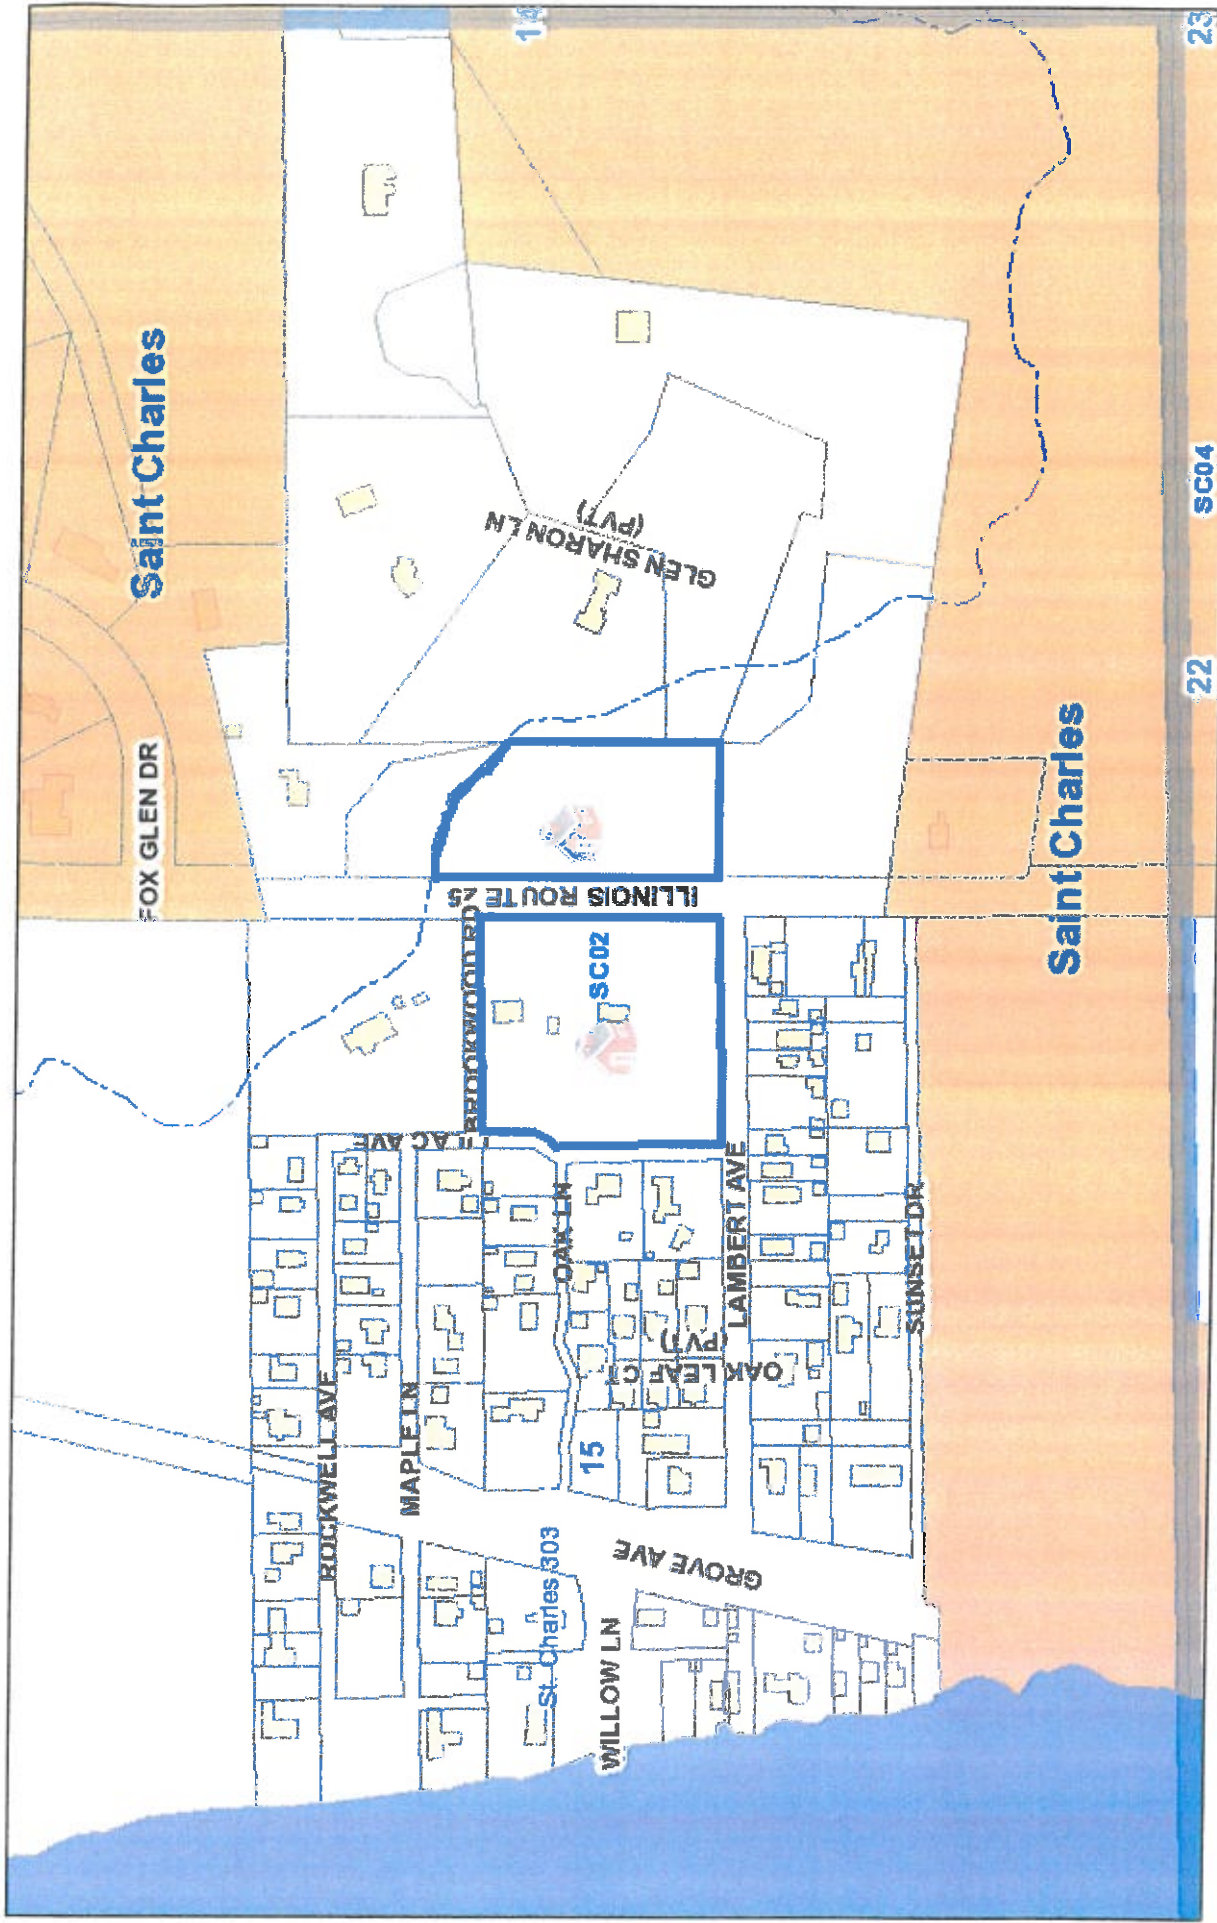 Saint Charles
FOX GLEN DR
14
23
GLEN SHARON LN
(PVT)
SC04
22
Saint Charles
ILLINOIS ROUTE 25
BROOKWOOD RD
SC02
LAMBERT AVE
OAK LN
SUNSET DR
ROCKWELL AVE
MAPLE LN
OAK LEAF CT
(PVT)
15
GROVE AVE
St. Charles 303
WILLOW LN